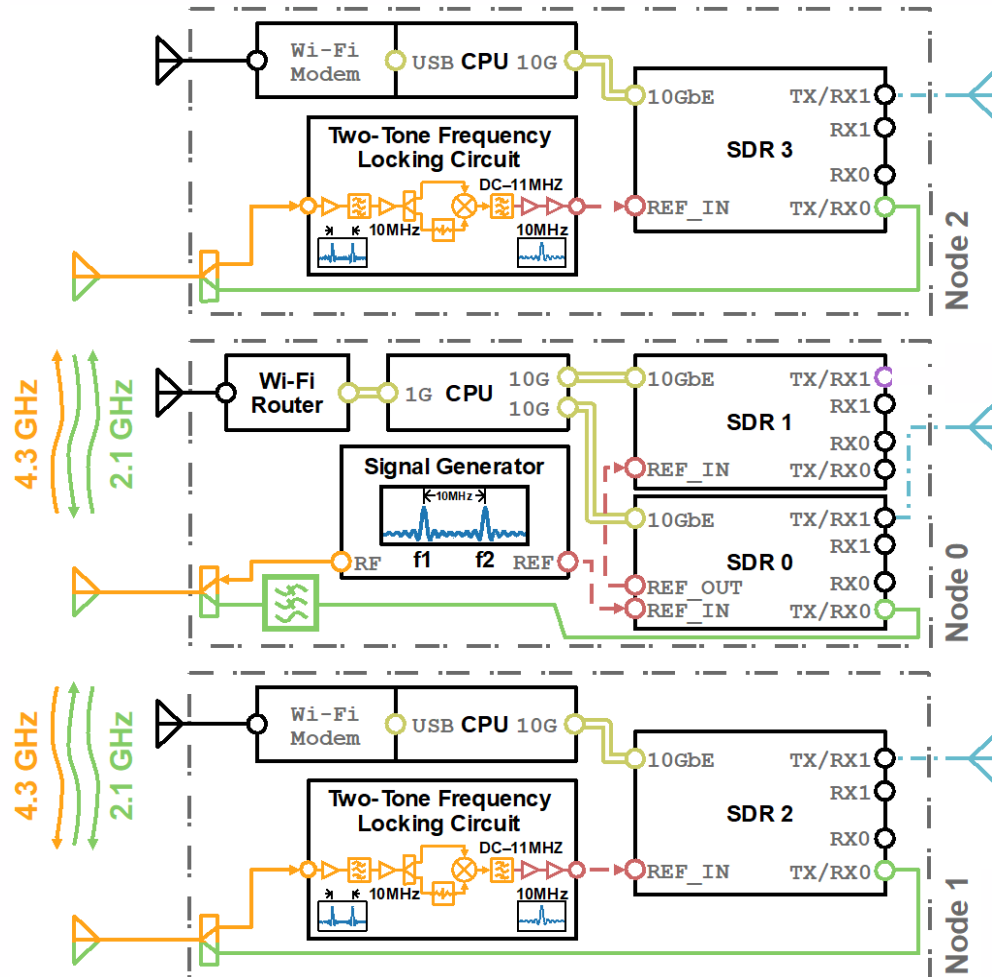 Wi-Fi
Modem
USB CPU 10G
10GbE
TX/RX1
RX1
SDR 3
RX0
REF_IN
TX/RX0
Two-Tone Frequency
Locking Circuit
DC–11MHZ
10MHz
10MHz
Node 2
4.3 GHz
2.1 GHz
Wi-Fi
Router
1G CPU 10G
10G
10GbE
TX/RX1
RX1
SDR 1
RX0
REF_IN
TX/RX0
Signal Generator
10MHz
f1
f2
RF
REF
10GbE
TX/RX1
RX1
SDR 0
RX0
REF_OUT
REF_IN
TX/RX0
Node 0
4.3 GHz
2.1 GHz
Wi-Fi
Modem
USB CPU 10G
10GbE
TX/RX1
RX1
SDR 2
RX0
REF_IN
TX/RX0
Two-Tone Frequency
Locking Circuit
DC–11MHZ
10MHz
10MHz
Node 1